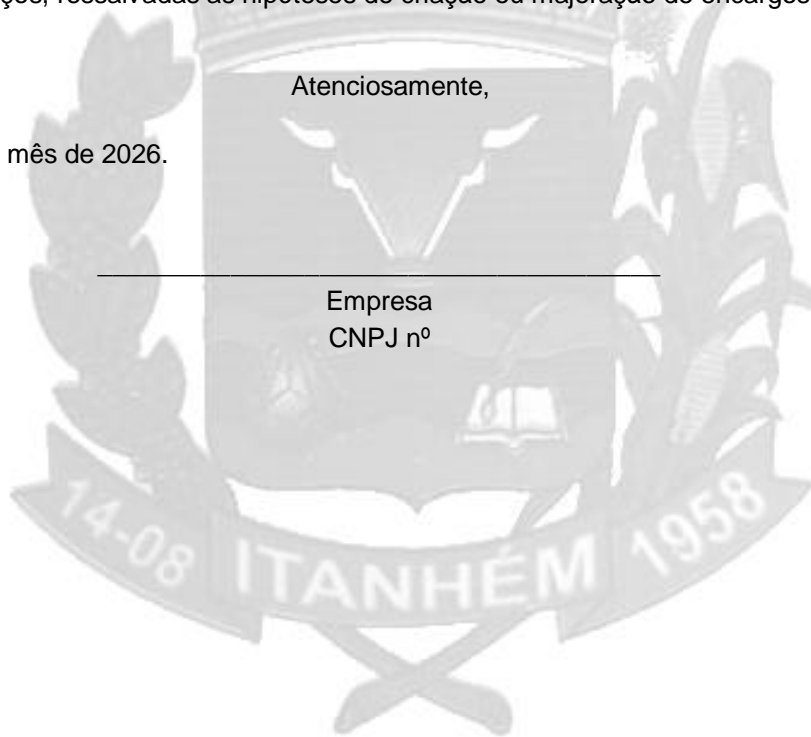 ressalvadas as hipóteses de criação ou majoração de encargos
Atenciosamente,
mês de 2026.
Empresa
CNPJ nº
14-08 ITANHÉM 1958